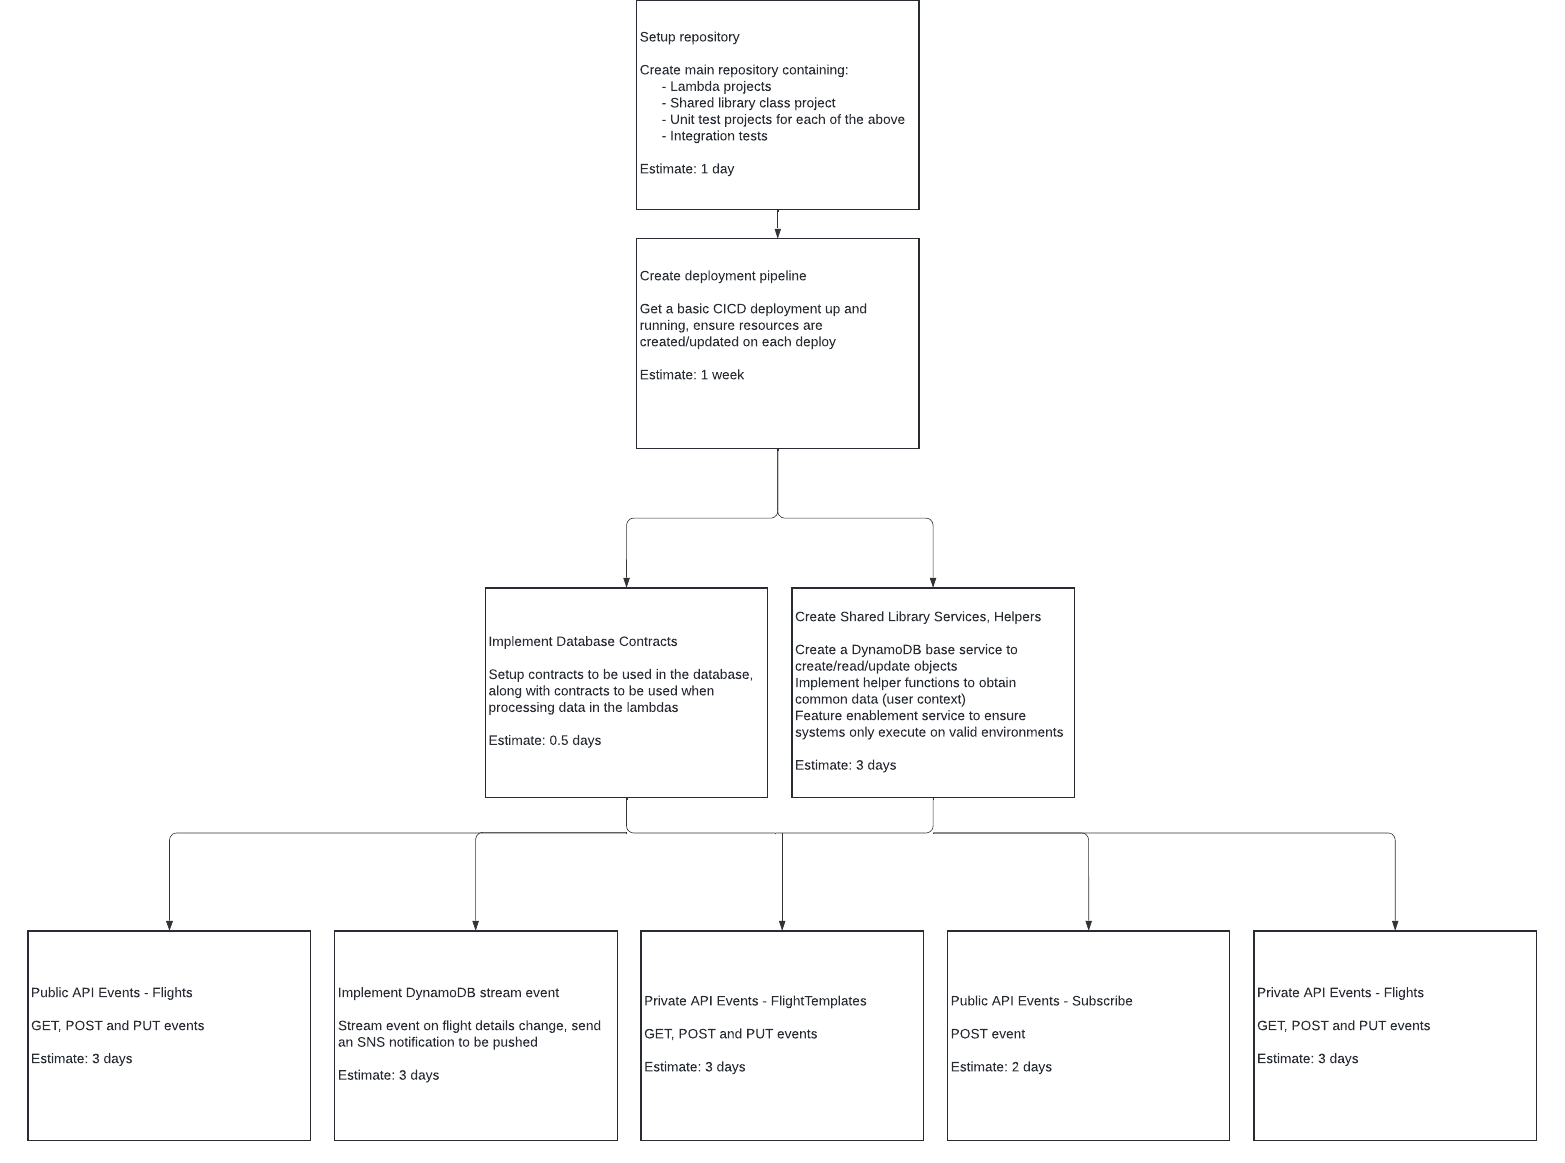 Setup repository
Create main repository containing:
- Lambda projects
- Shared library class project
- Unit test projects for each of the above
- Integration tests
Estimate: 1 day
Create deployment pipeline
Get a basic CICD deployment up and
running, ensure resources are
created/updated on each deploy
Estimate: 1 week
Implement Database Contracts
Setup contracts to be used in the database,
along with contracts to be used when
processing data in the lambdas
Estimate: 0.5 days
Create Shared Library Services, Helpers
Create a DynamoDB base service to
create/read/update objects
Implement helper functions to obtain
common data (user context)
Feature enablement service to ensure
systems only execute on valid environments
Estimate: 3 days
Public API Events - Flights
GET, POST and PUT events
Estimate: 3 days
Implement DynamoDB stream event
Stream event on flight details change, send
an SNS notification to be pushed
Estimate: 3 days
Private API Events - FlightTemplates
GET, POST and PUT events
Estimate: 3 days
Public API Events - Subscribe
POST event
Estimate: 2 days
Private API Events - Flights
GET, POST and PUT events
Estimate: 3 days